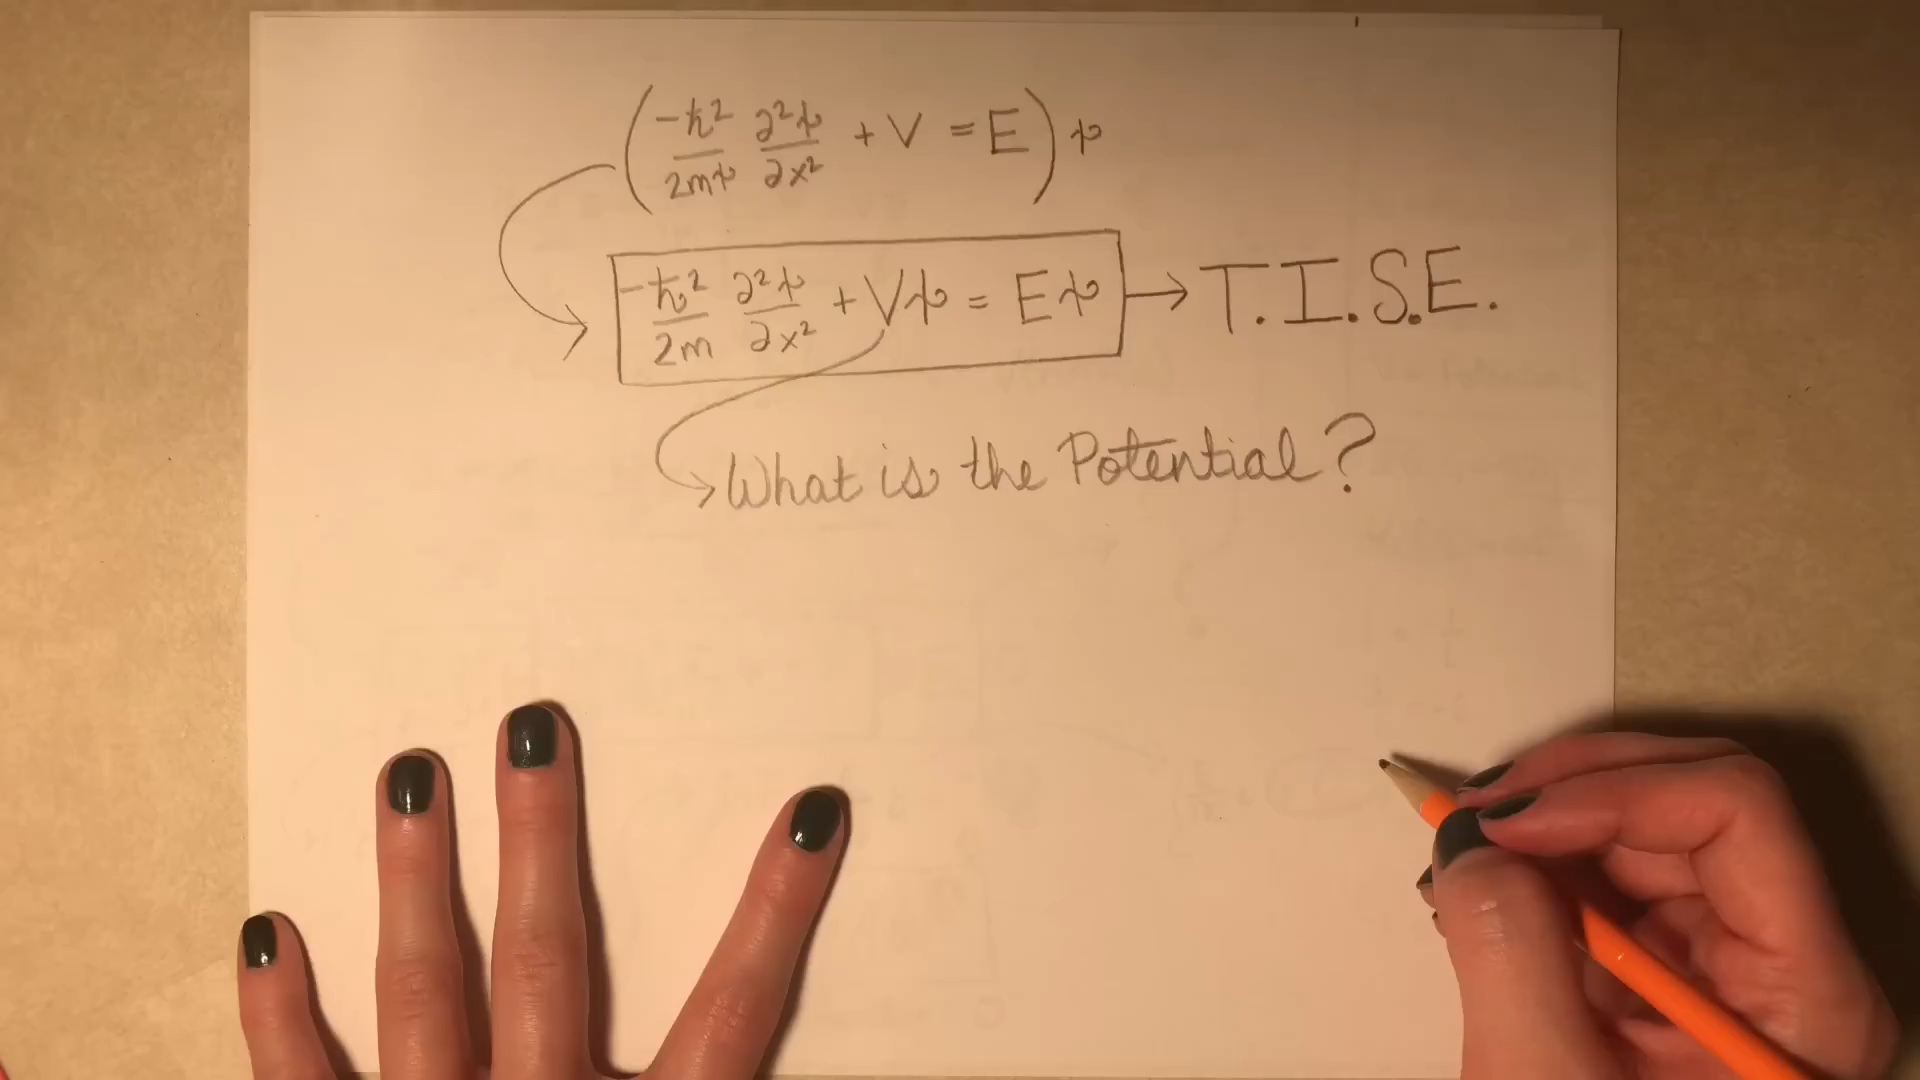 (-ħ²/2mψ ∂²ψ/∂x² + V = E)ψ
-ħ²/2m ∂²ψ/∂x² + Vψ = Eψ → T.I.S.E.
What is the Potential?